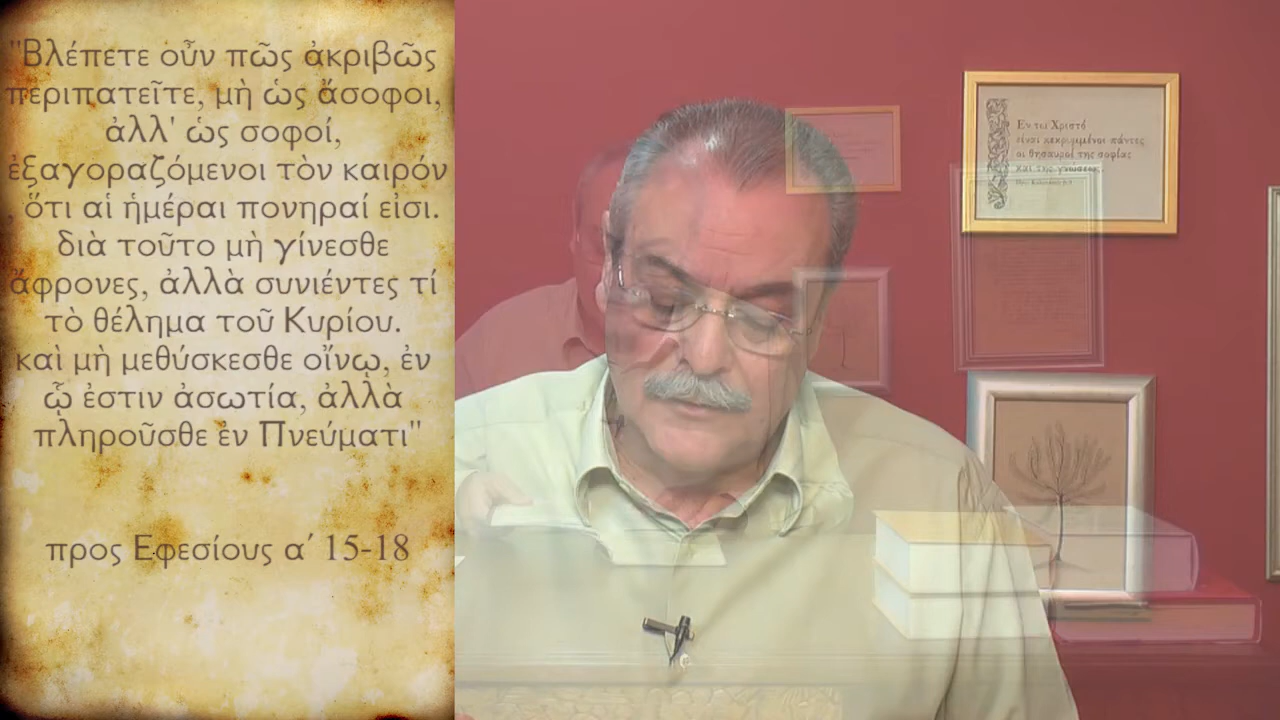 "Βλέπετε οὖν πῶς ἀκριβῶς
περιπατεῖτε, μὴ ὡς ἄσοφοι,
ἀλλ' ὡς σοφοί,
ἐξαγοραζόμενοι τὸν καιρόν
, ὅτι αἱ ἡμέραι πονηραί εἰσι.
διὰ τοῦτο μὴ γίνεσθε
ἄφρονες, ἀλλὰ συνιέντες τί
τὸ θέλημα τοῦ Κυρίου.
καὶ μὴ μεθύσκεσθε οἴνῳ, ἐν
ᾧ ἐστιν ἀσωτία, ἀλλὰ
πληροῦσθε ἐν Πνεύματι"
προς Εφεσίους α΄ 15-18
Εν τω Χριστό
είναι κεκρυμμένοι πάντες
οι θησαυροί της σοφίας
και της γνώσεως.